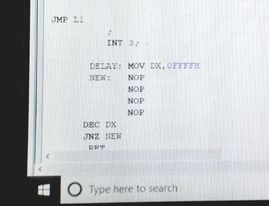 JMP L1
;
INT 3;
DELAY: MOV DX,0FFFFH
NEW: NOP
NOP
NOP
NOP
DEC DX
JNZ NEW
RET
Type here to search